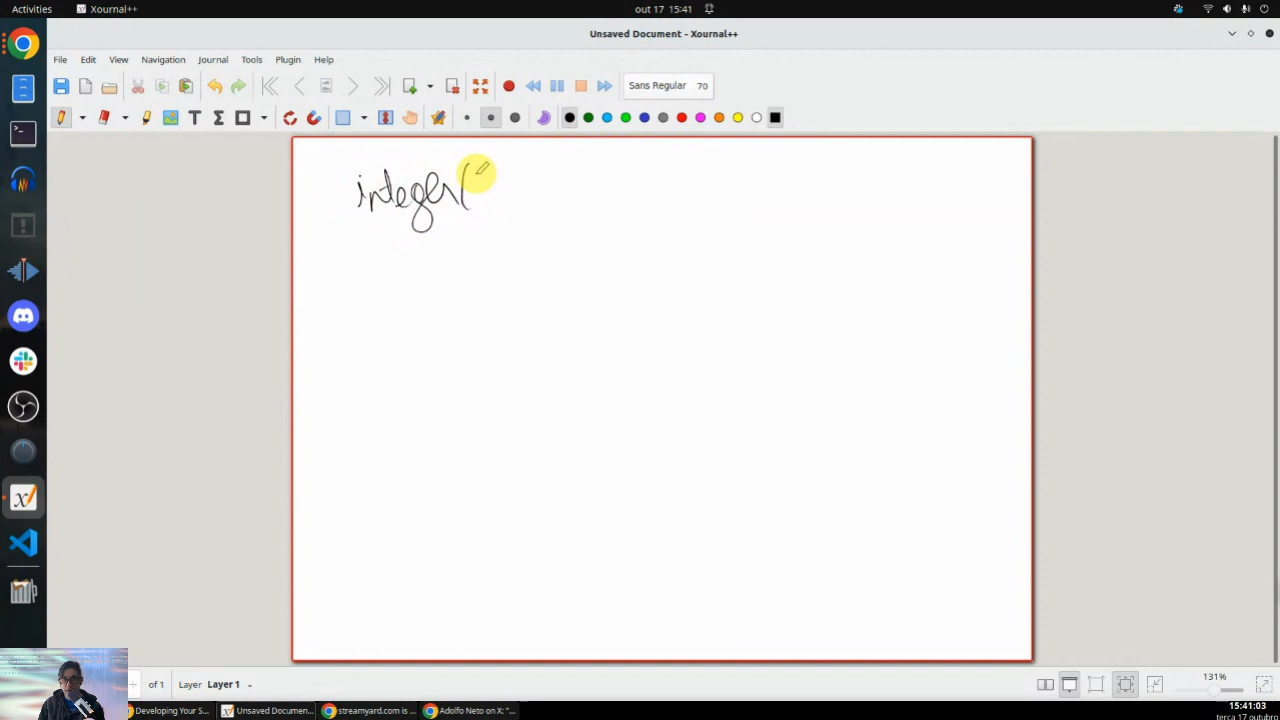 Activities Xournal++ out 17 15:41
Unsaved Document - Xournal++
File Edit View Navigation Journal Tools Plugin Help
Sans Regular 70
integer(
of 1 Layer Layer 1 131%
Developing Your S... Unsaved Documen... streamyard.com is ... Adolfo Neto on X: "...
15:41:03
terça 17 outubro